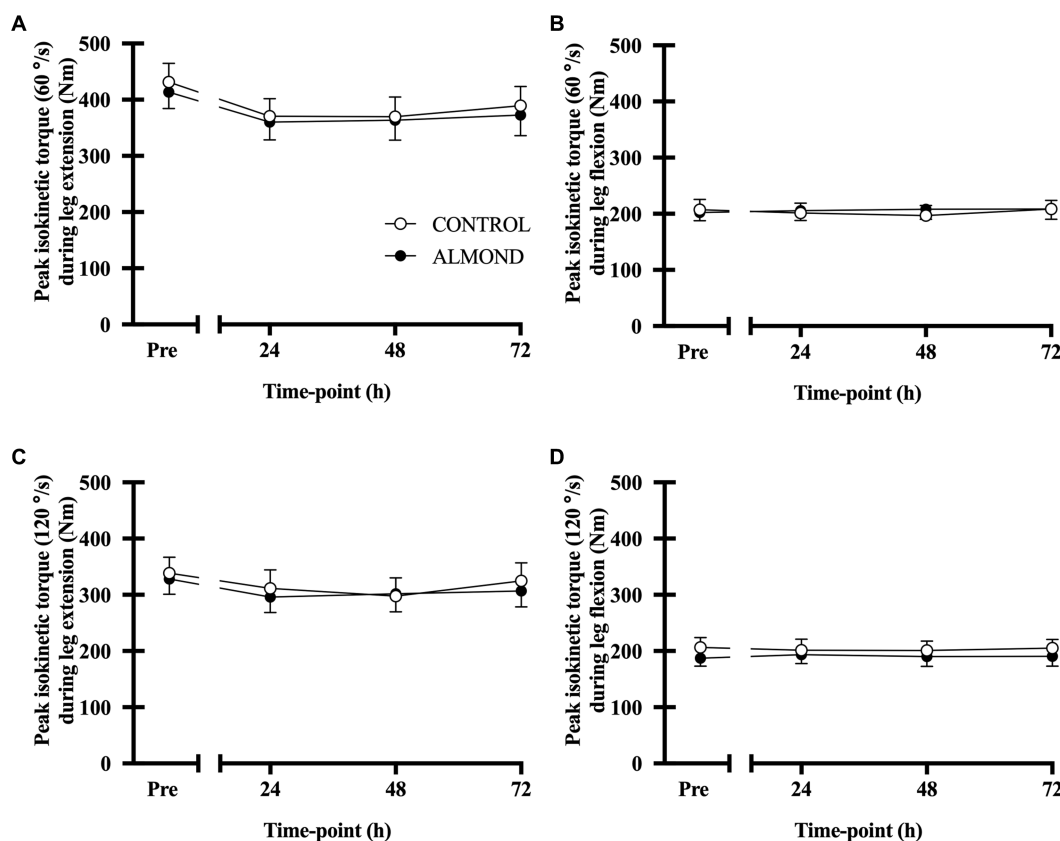 A
Peak isokinetic torque (60 °/s)
during leg extension (Nm)
500
400
300
200
100
0
CONTROL
ALMOND
Pre
24
48
72
Time-point (h)
B
Peak isokinetic torque (60 °/s)
during leg flexion (Nm)
500
400
300
200
100
0
Pre
24
48
72
Time-point (h)
C
Peak isokinetic torque (120 °/s)
during leg extension (Nm)
500
400
300
200
100
0
Pre
24
48
72
Time-point (h)
D
Peak isokinetic torque (120 °/s)
during leg flexion (Nm)
500
400
300
200
100
0
Pre
24
48
72
Time-point (h)